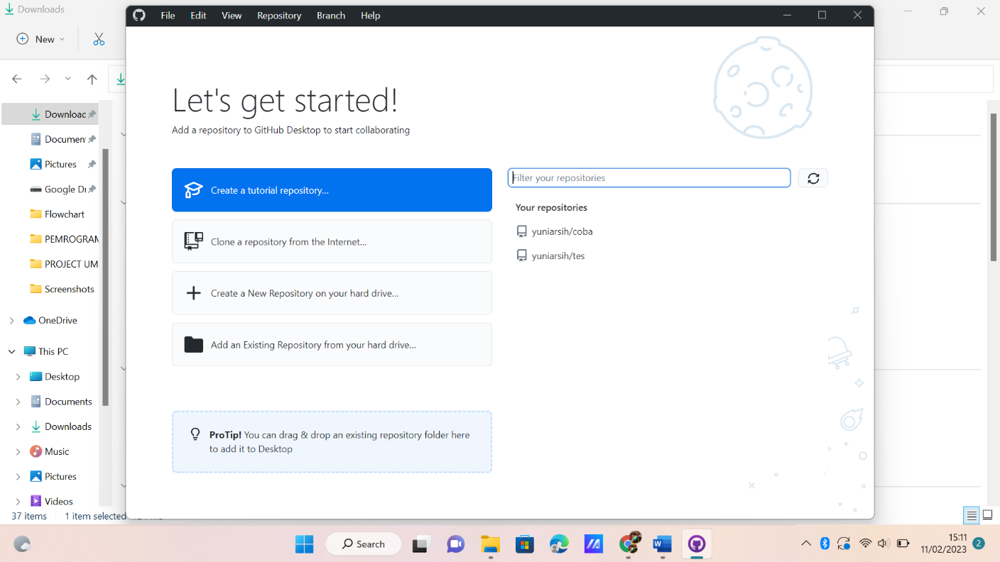 Downloads
New
File Edit View Repository Branch Help
Let's get started!
Add a repository to GitHub Desktop to start collaborating
Create a tutorial repository...
Clone a repository from the Internet...
Create a New Repository on your hard drive...
Add an Existing Repository from your hard drive...
ProTip! You can drag & drop an existing repository folder here
to add it to Desktop
Filter your repositories
Your repositories
yuniarsih/coba
yuniarsih/tes
Downloac
Documen
Pictures
Google Dr
Flowchart
PEMROGRAM
PROJECT UM
Screenshots
OneDrive
This PC
Desktop
Documents
Downloads
Music
Pictures
Videos
37 items 1 item selected
Search
15:11
11/02/2023
2